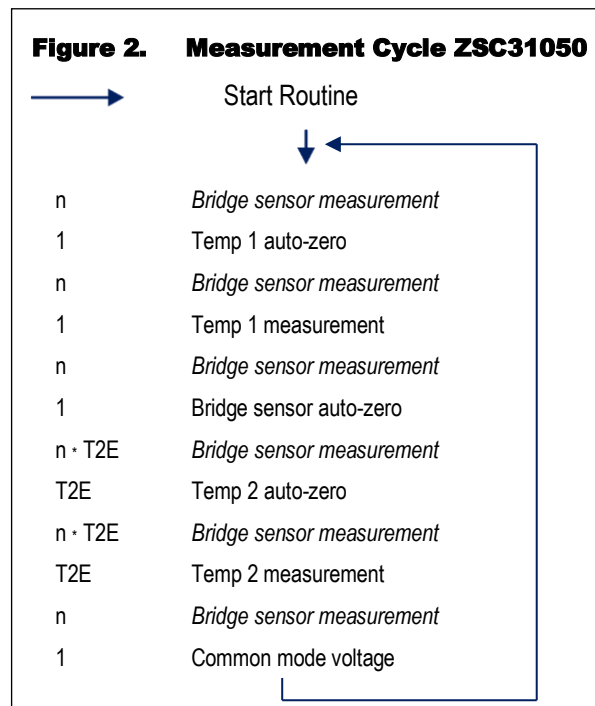 Figure 2. Measurement Cycle ZSC31050
Start Routine
n Bridge sensor measurement
1 Temp 1 auto-zero
n Bridge sensor measurement
1 Temp 1 measurement
n Bridge sensor measurement
1 Bridge sensor auto-zero
n * T2E Bridge sensor measurement
T2E Temp 2 auto-zero
n * T2E Bridge sensor measurement
T2E Temp 2 measurement
n Bridge sensor measurement
1 Common mode voltage